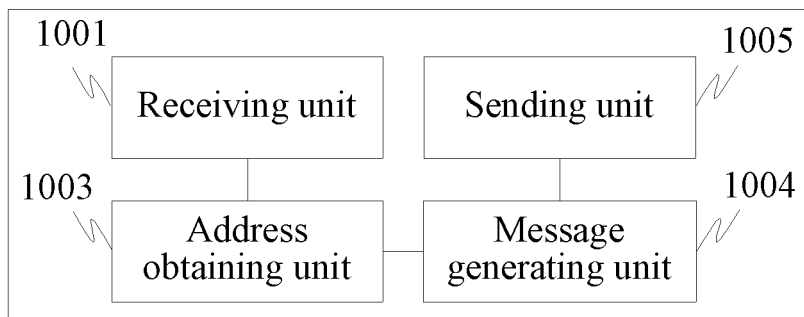 1001
1005
Receiving unit
Sending unit
1003
1004
Address
obtaining unit
Message
generating unit